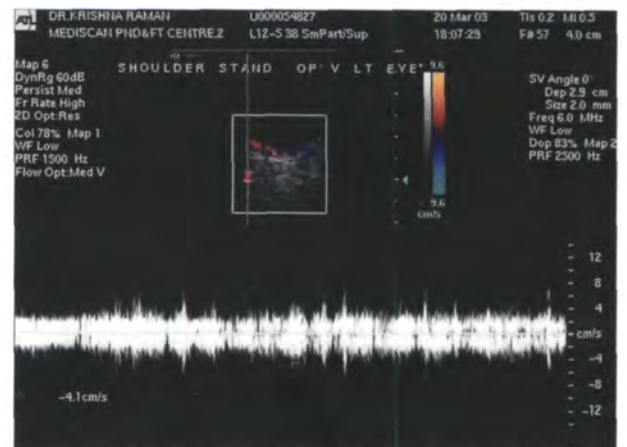 ATL DR.KRISHNA RAMAN U000054827 20 Mar 03 TIs 0.2 MI 0.5
MEDISCAN PND&FT CENTRE,2 L12-5 38 SmPart/Sup 18:07:29 F# 57 4.0 cm
Map 6
DynRg 60dB
Persist Med
Fr Rate High
2D Opt:Res
Col 78% Map 1
WF Low
PRF 1500 Hz
Flow Opt:Med V
SHOULDER STAND OP' V LT EYE"
9.6
9.6
cm/s
SV Angle 0°
Dep 2.9 cm
Size 2.0 mm
Freq 6.0 MHz
WF Low
Dop 83% Map 2
PRF 2500 Hz
12
8
4
cm/s
-4
-8
-12
-4.1cm/s